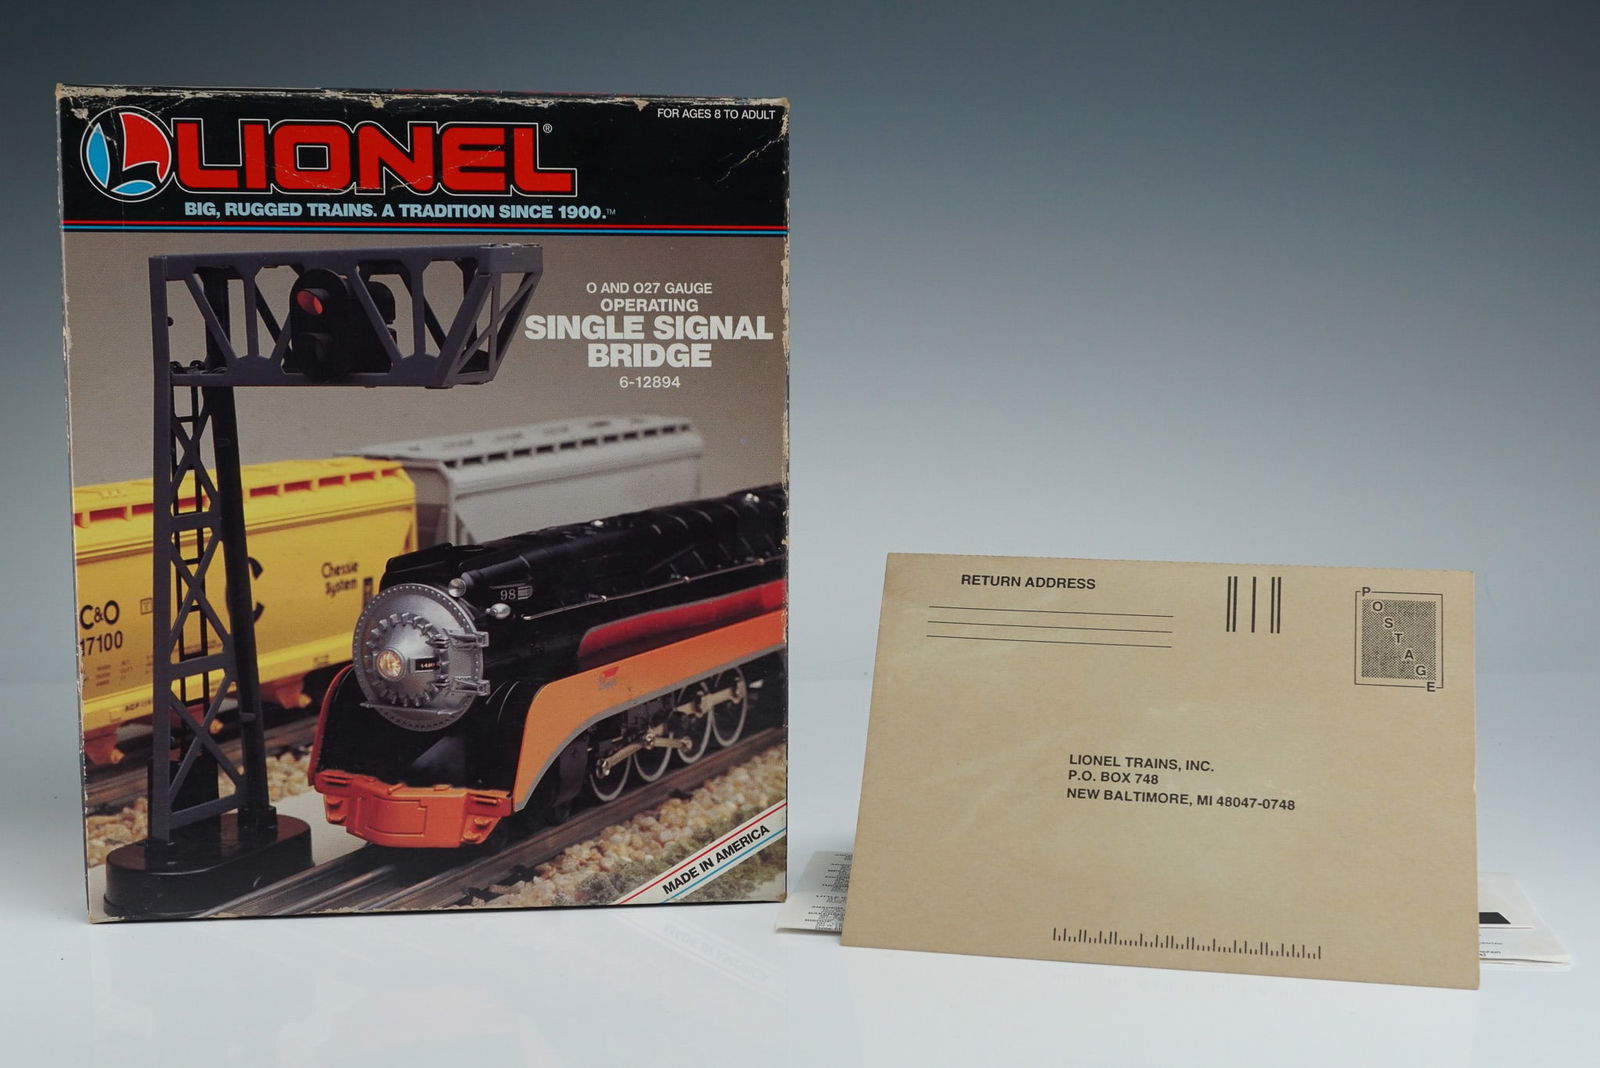 LIONEL®
FOR AGES 8 TO ADULT
BIG, RUGGED TRAINS. A TRADITION SINCE 1900.™
O AND O27 GAUGE
OPERATING
SINGLE SIGNAL
BRIDGE
6-12894
Chessie
System
C&O
17100
98
MADE IN AMERICA
RETURN ADDRESS
POSTAGE
LIONEL TRAINS, INC.
P.O. BOX 748
NEW BALTIMORE, MI 48047-0748